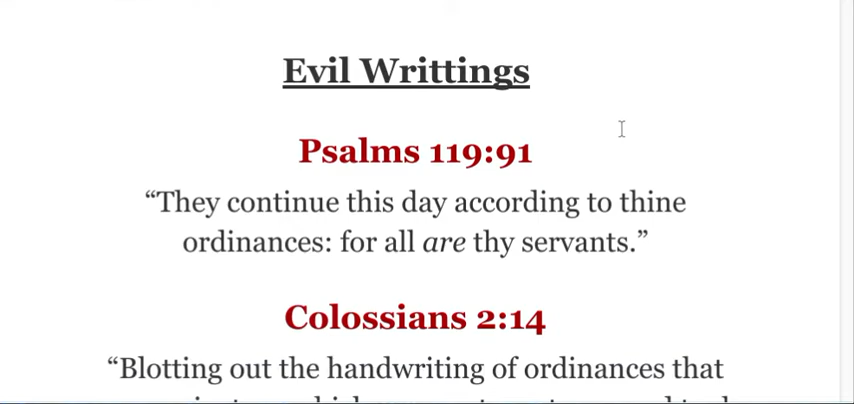 Evil Writtings
Psalms 119:91
“They continue this day according to thine
ordinances: for all are thy servants.”
Colossians 2:14
“Blotting out the handwriting of ordinances that